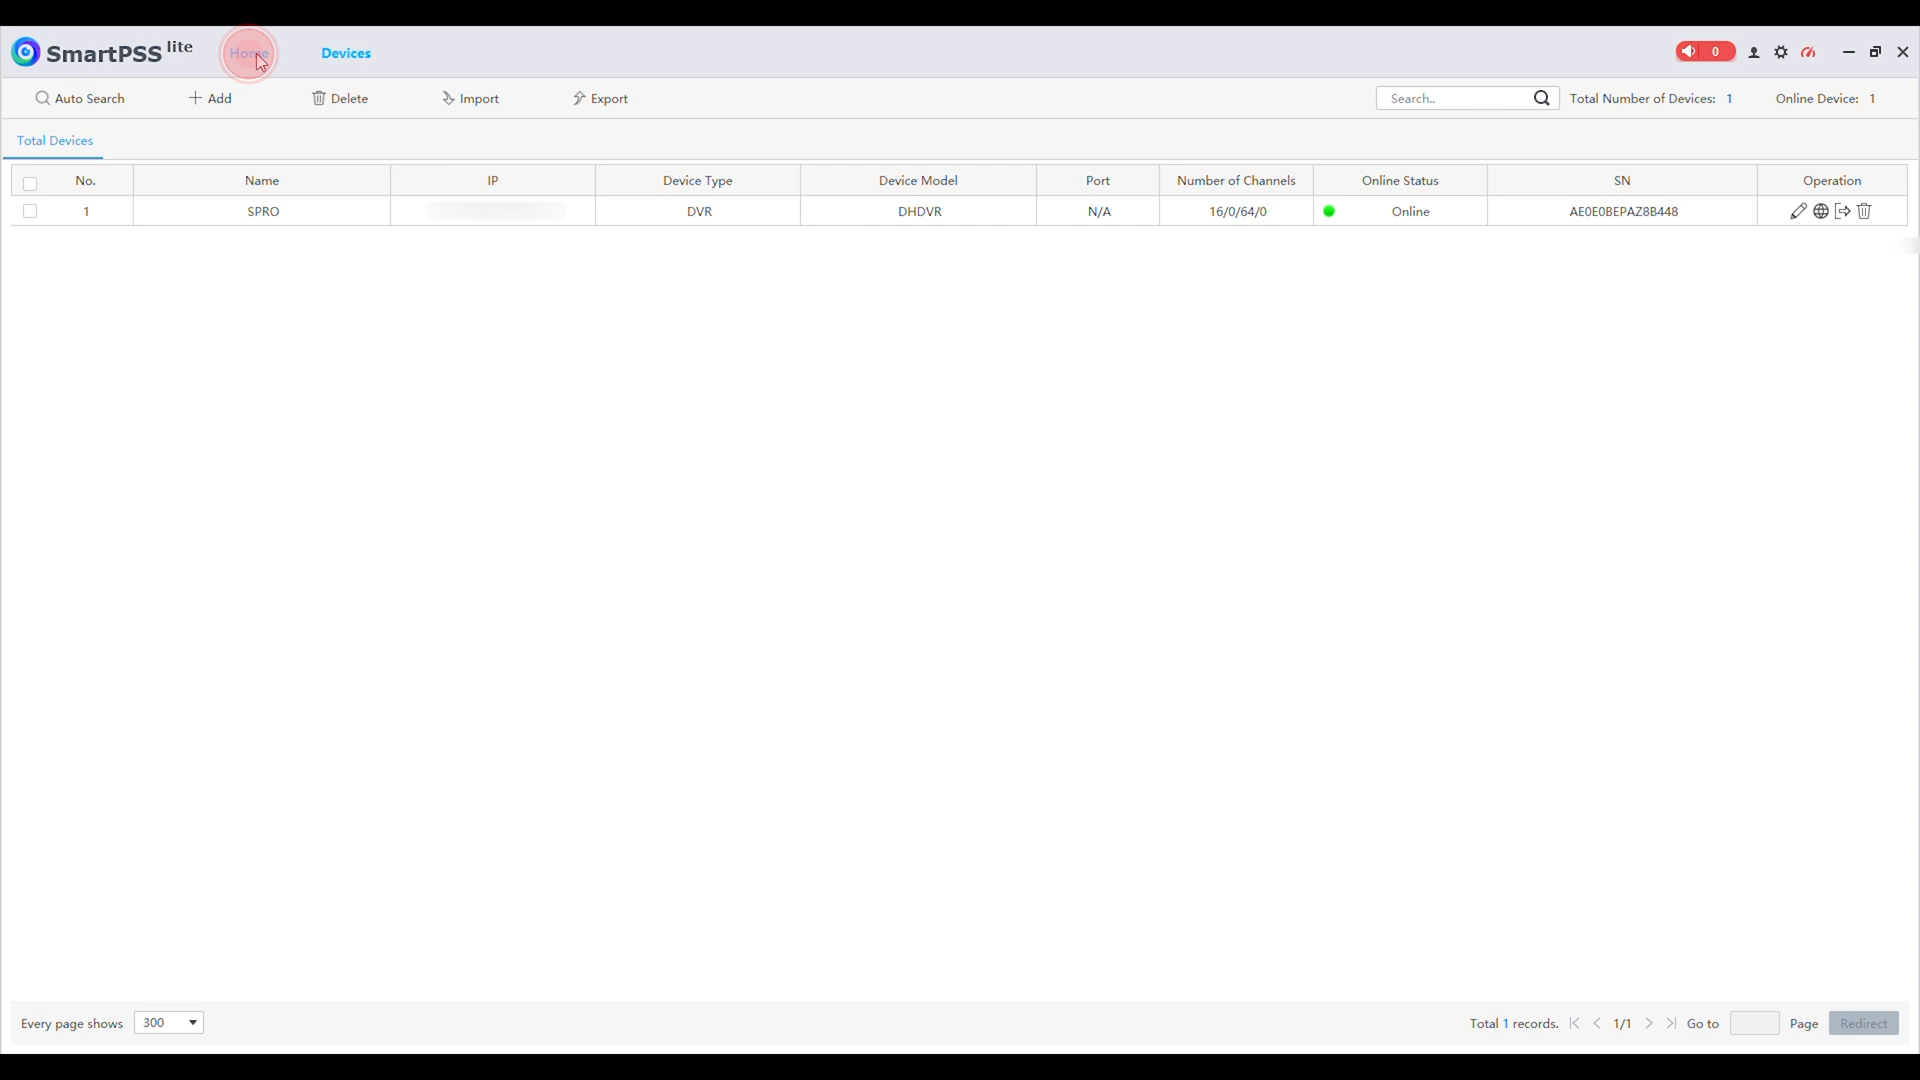 SmartPSS lite Home Devices 0
Auto Search Add Delete Import Export Search.. Total Number of Devices: 1 Online Device: 1
Total Devices
No. Name IP Device Type Device Model Port Number of Channels Online Status SN Operation
1 SPRO DVR DHDVR N/A 16/0/64/0 Online AE0E0BEPAZ8B448
Every page shows 300 Total 1 records. 1/1 Go to Page Redirect